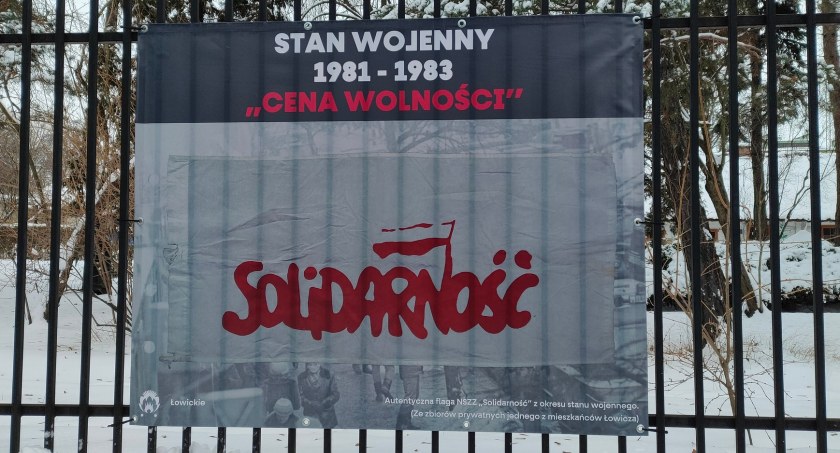 STAN WOJENNY
1981 - 1983
„CENA WOLNOŚCI”
SOLIDARNOŚĆ
Łowickie
Autentyczna flaga NSZZ „Solidarność” z okresu stanu wojennego.
(Ze zbiorów prywatnych jednego z mieszkańców Łowicza)